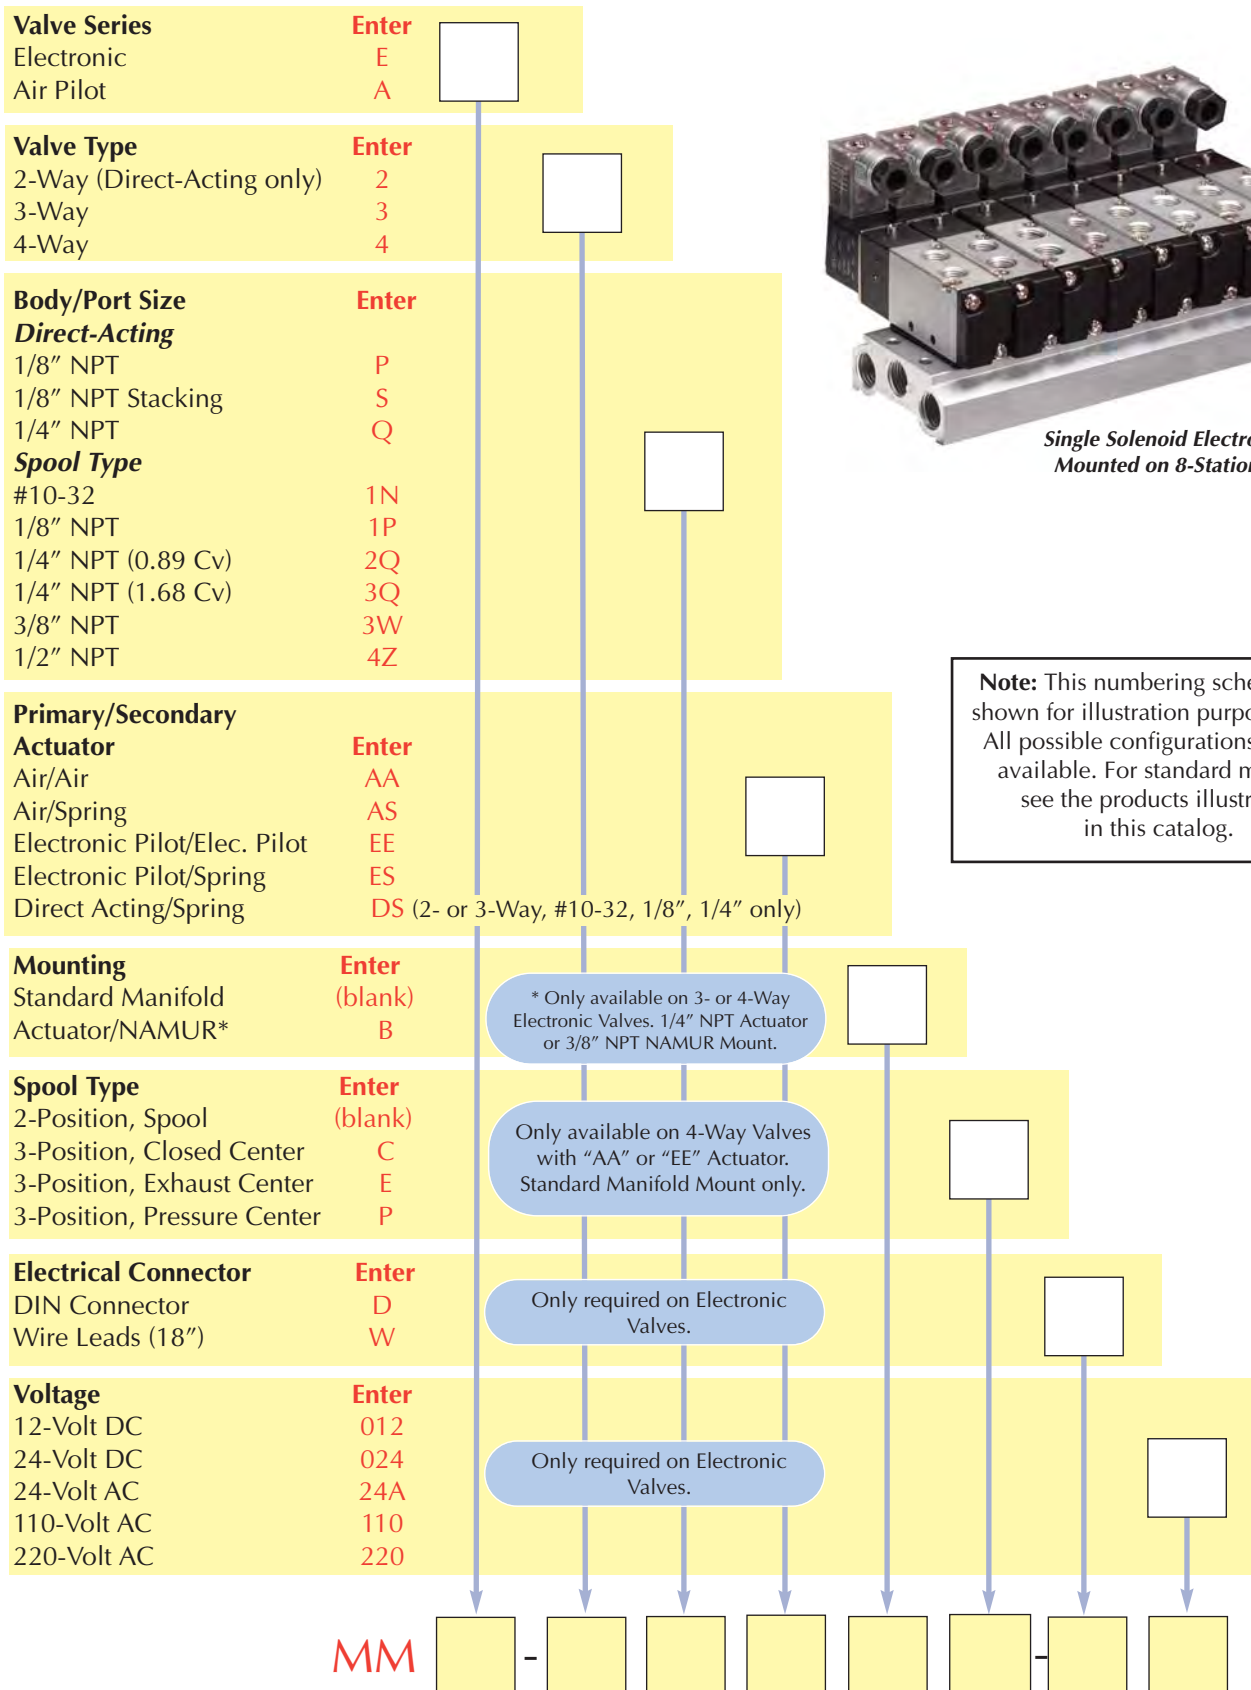 Valve Series Enter
Electronic E
Air Pilot A
Valve Type Enter
2-Way (Direct-Acting only) 2
3-Way 3
4-Way 4
Body/Port Size Enter
Direct-Acting
1/8" NPT P
1/8" NPT Stacking S
1/4" NPT Q
Spool Type
#10-32 1N
1/8" NPT 1P
1/4" NPT (0.89 Cv) 2Q
1/4" NPT (1.68 Cv) 3Q
3/8" NPT 3W
1/2" NPT 4Z
Single Solenoid Electro
Mounted on 8-Station
Note: This numbering sche
shown for illustration purpo
All possible configurations
available. For standard m
see the products illustr
in this catalog.
Primary/Secondary
Actuator Enter
Air/Air AA
Air/Spring AS
Electronic Pilot/Elec. Pilot EE
Electronic Pilot/Spring ES
Direct Acting/Spring DS (2- or 3-Way, #10-32, 1/8", 1/4" only)
Mounting Enter
Standard Manifold (blank)
Actuator/NAMUR* B
* Only available on 3- or 4-Way
Electronic Valves. 1/4" NPT Actuator
or 3/8" NPT NAMUR Mount.
Spool Type Enter
2-Position, Spool (blank)
3-Position, Closed Center C
3-Position, Exhaust Center E
3-Position, Pressure Center P
Only available on 4-Way Valves
with "AA" or "EE" Actuator.
Standard Manifold Mount only.
Electrical Connector Enter
DIN Connector D
Wire Leads (18") W
Only required on Electronic
Valves.
Voltage Enter
12-Volt DC 012
24-Volt DC 024
24-Volt AC 24A
110-Volt AC 110
220-Volt AC 220
Only required on Electronic
Valves.
MM - -